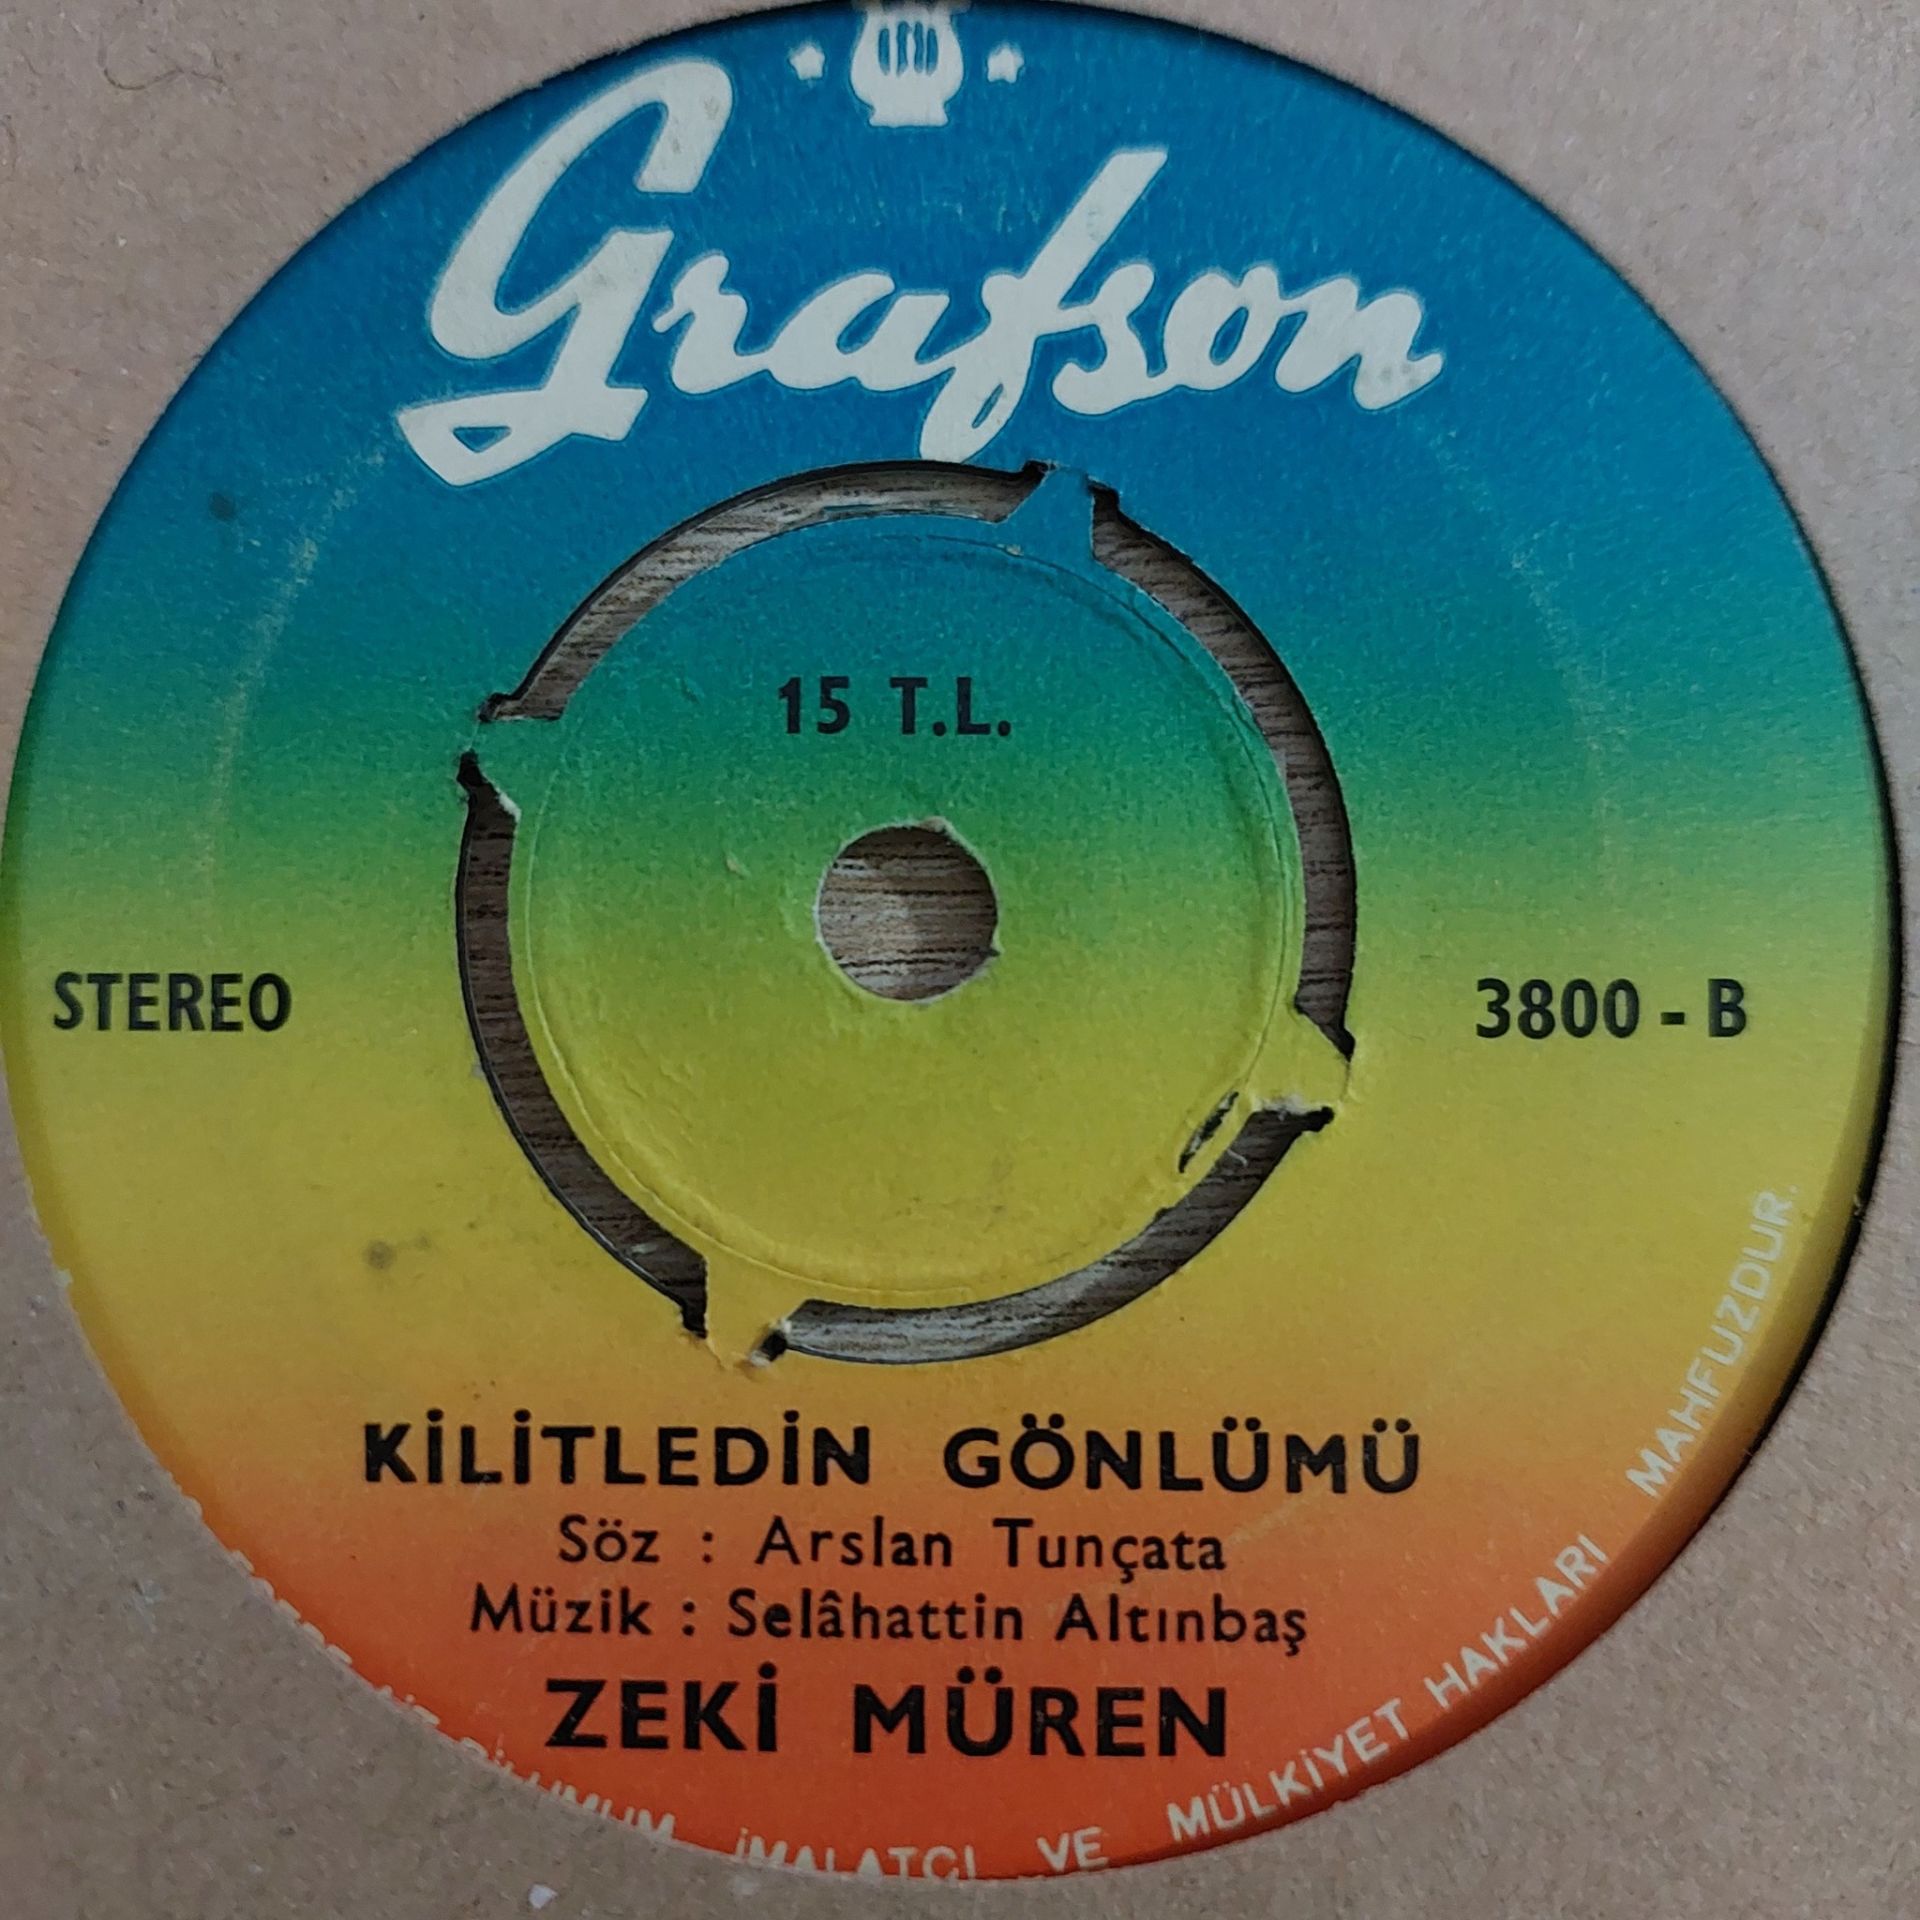 Grafson
15 T.L.
STEREO
3800 - B
KİLİTLEDİN GÖNLÜMÜ
Söz : Arslan Tunçata
Müzik : Selâhattin Altınbaş
ZEKİ MÜREN
İMALATÇI VE MÜLKİYET HAKLARI MAHFUZDUR.